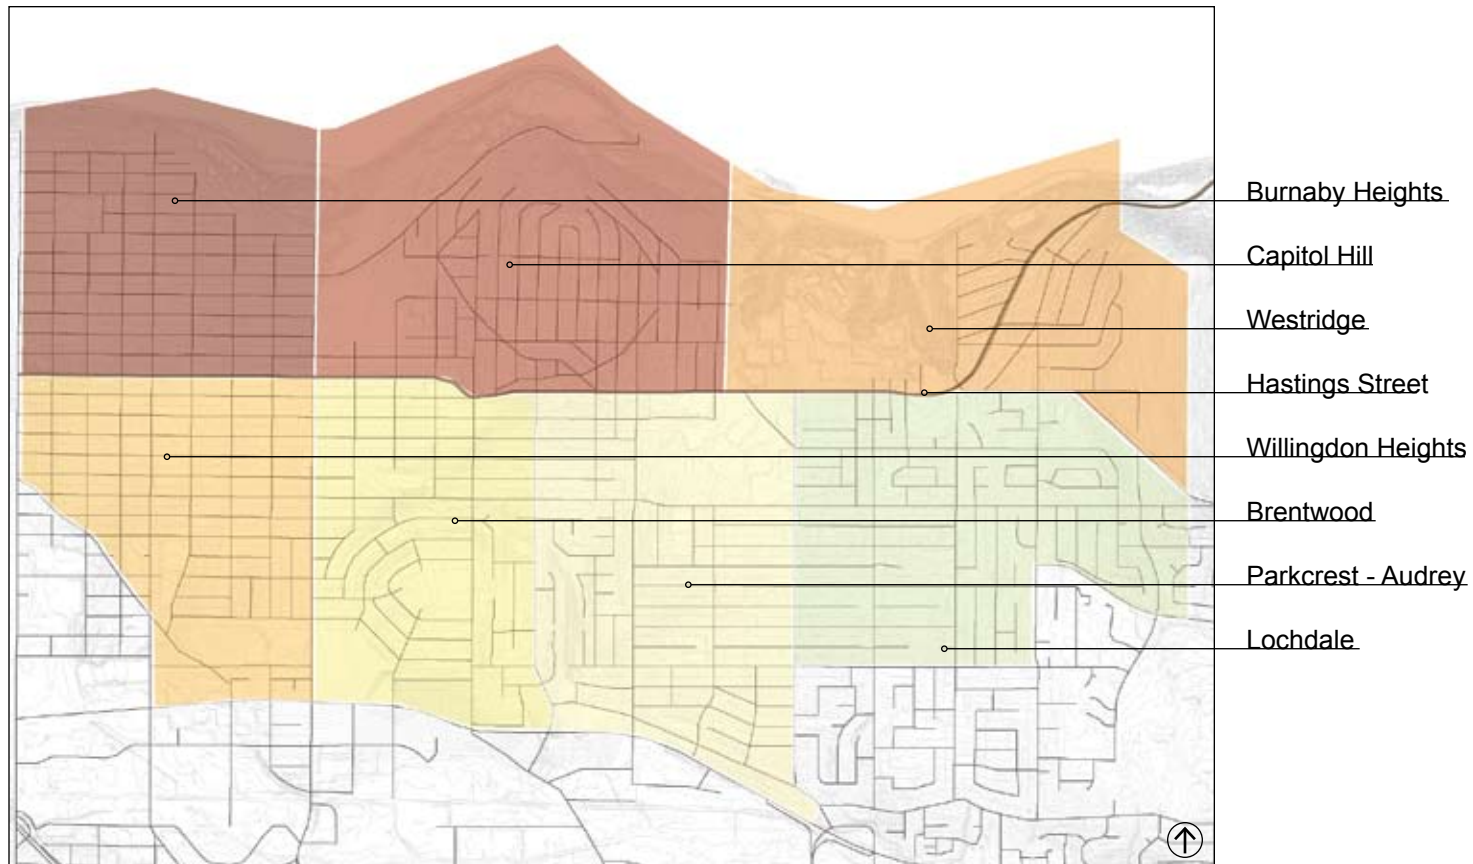 Burnaby Heights
Capitol Hill
Westridge
Hastings Street
Willingdon Heights
Brentwood
Parkcrest - Audrey
Lochdale